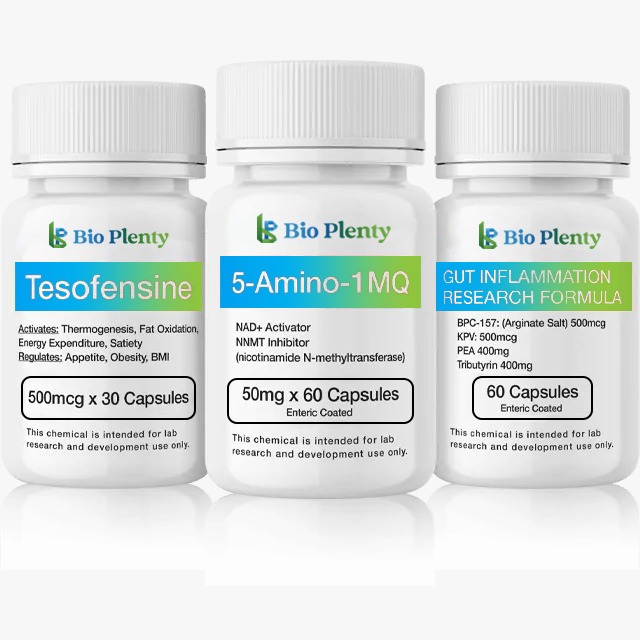 Bio Plenty
Tesofensine
Activates: Thermogenesis, Fat Oxidation,
Energy Expenditure, Satiety
Regulates: Appetite, Obesity, BMI
500mcg x 30 Capsules
This chemical is intended for lab
research and development use only.
Bio Plenty
5-Amino-1MQ
NAD+ Activator
NNMT Inhibitor
(nicotinamide N-methyltransferase)
50mg x 60 Capsules
Enteric Coated
This chemical is intended for lab
research and development use only.
Bio Plenty
GUT INFLAMMATION
RESEARCH FORMULA
BPC-157: (Arginate Salt) 500mcg
KPV: 500mcg
PEA 400mg
Tributyrin 400mg
60 Capsules
Enteric Coated
This chemical is intended for lab
research and development use only.